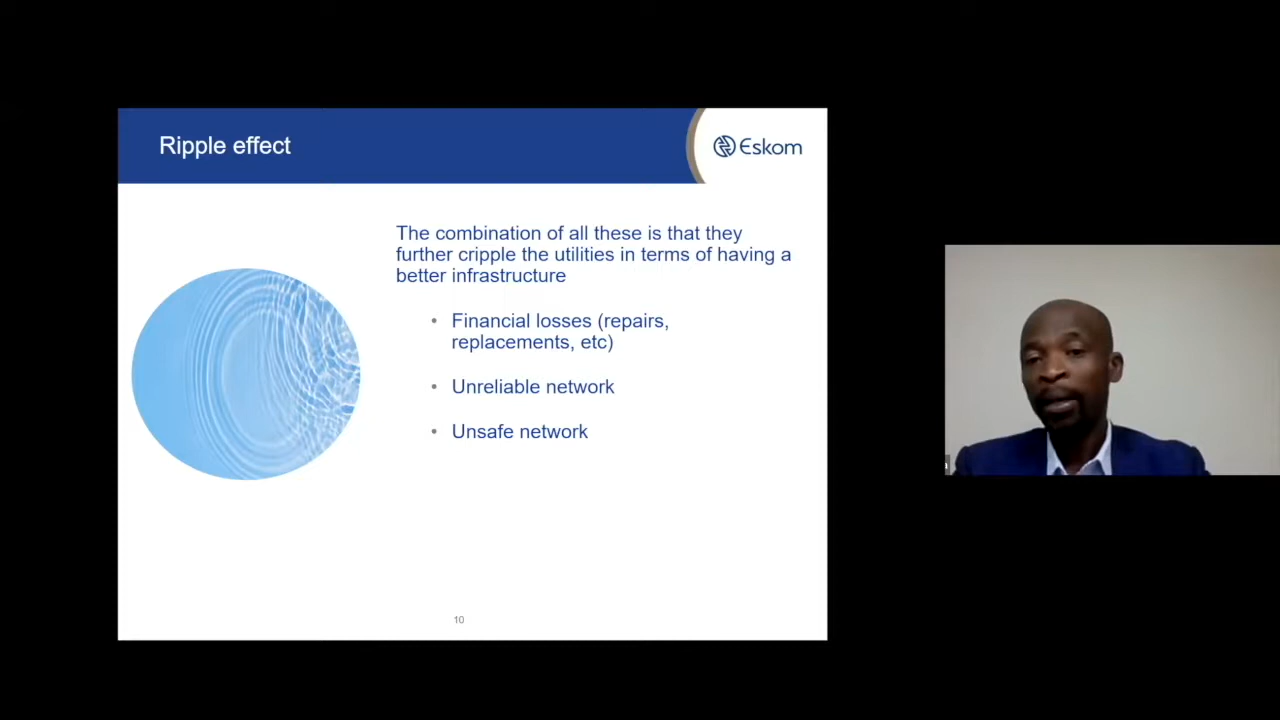 Ripple effect
Eskom
The combination of all these is that they
further cripple the utilities in terms of having a
better infrastructure
• Financial losses (repairs,
replacements, etc)
• Unreliable network
• Unsafe network
10